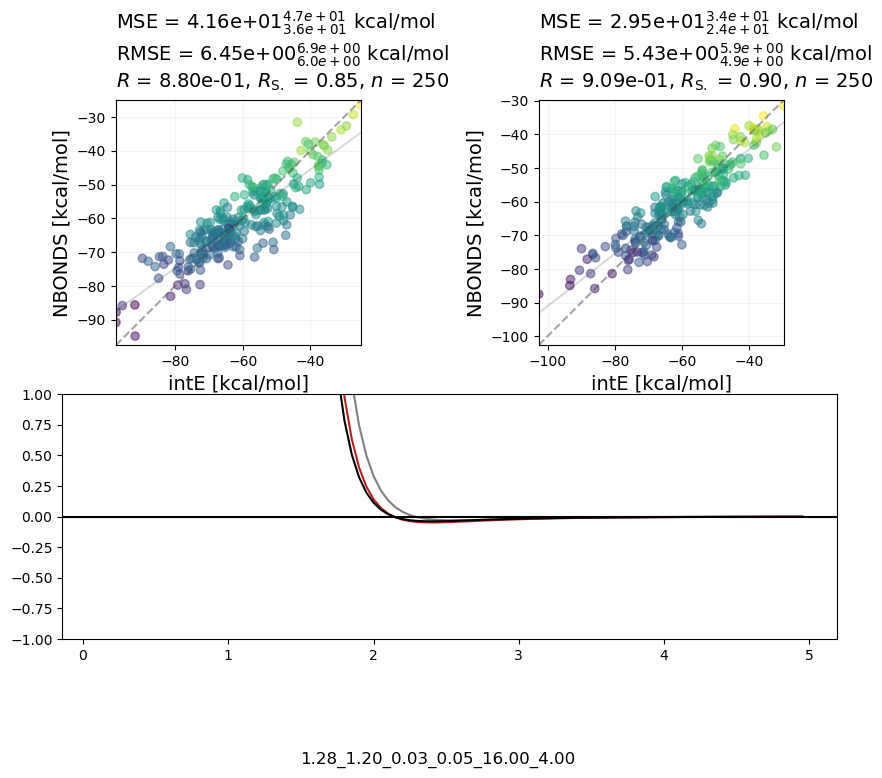 MSE = 4.16e+01 4.7e+01 3.6e+01 kcal/mol
RMSE = 6.45e+00 6.9e+00 6.0e+00 kcal/mol
R = 8.80e-01, R_S. = 0.85, n = 250
MSE = 2.95e+01 3.4e+01 2.4e+01 kcal/mol
RMSE = 5.43e+00 5.9e+00 4.9e+00 kcal/mol
R = 9.09e-01, R_S. = 0.90, n = 250
NBONDS [kcal/mol]
−30
−40
−50
−60
−70
−80
−90
−80 −60 −40
intE [kcal/mol]
NBONDS [kcal/mol]
−30
−40
−50
−60
−70
−80
−90
−100
−100 −80 −60 −40
intE [kcal/mol]
1.00
0.75
0.50
0.25
0.00
−0.25
−0.50
−0.75
−1.00
0 1 2 3 4 5
1.28_1.20_0.03_0.05_16.00_4.00